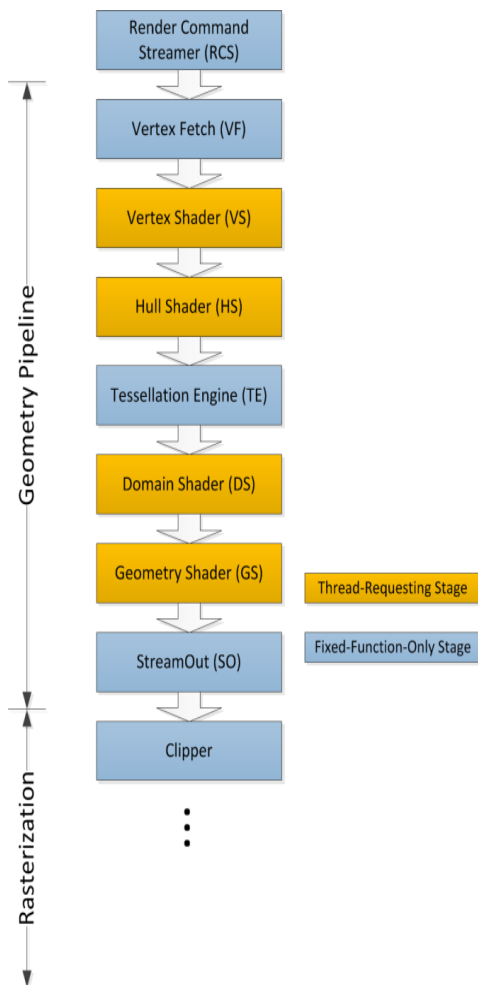 Render Command
Streamer (RCS)
Vertex Fetch (VF)
Vertex Shader (VS)
Hull Shader (HS)
Tessellation Engine (TE)
Domain Shader (DS)
Geometry Shader (GS)
StreamOut (SO)
Clipper
Geometry Pipeline
Rasterization
Thread-Requesting Stage
Fixed-Function-Only Stage